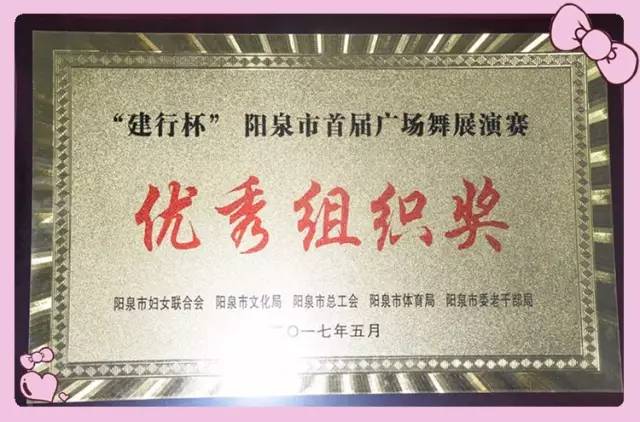 “建行杯” 阳泉市首届广场舞展演赛
优秀组织奖
阳泉市妇女联合会 阳泉市文化局 阳泉市总工会 阳泉市体育局 阳泉市委老干部局
〇一七年五月